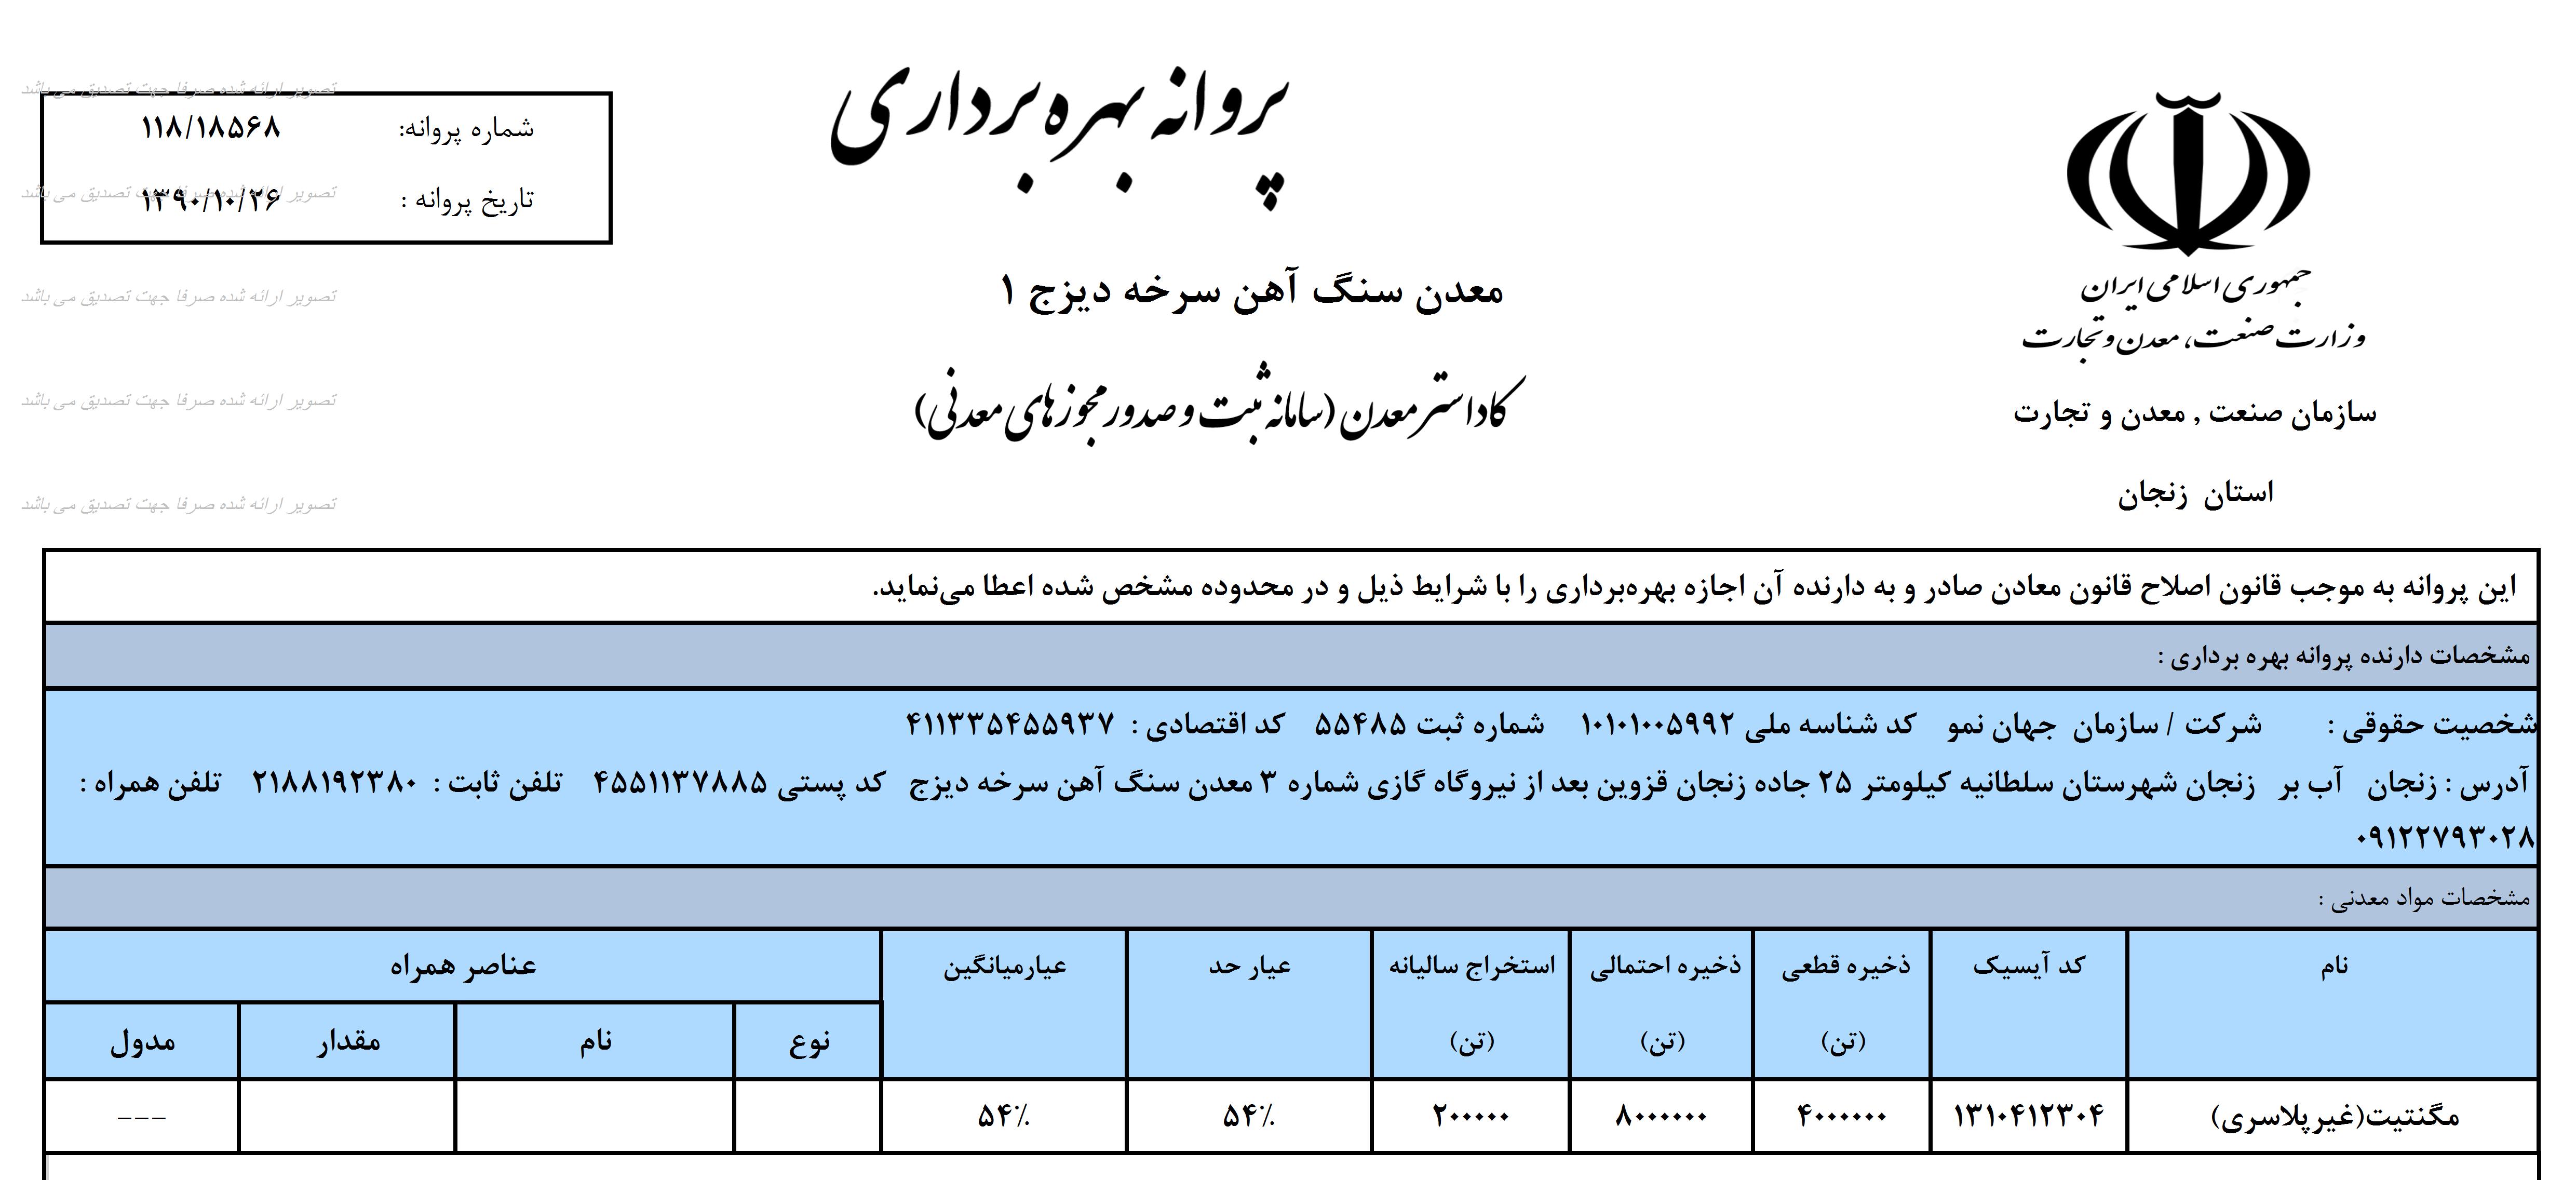 پروانه بهره برداری
معدن سنگ آهن سرخه دیزج ۱
کاداستر معدن (سامانه ثبت و صدور مجوزهای معدنی)
جمهوری اسلامی ایران
وزارت صنعت، معدن و تجارت
سازمان صنعت , معدن و تجارت
استان زنجان
تصویر ارائه شده صرفا جهت تصدیق می باشد
شماره پروانه: ۱۱۸/۱۸۵۶۸
تصویر ارائه شده صرفا جهت تصدیق می باشد
تاریخ پروانه : ۱۳۹۰/۱۰/۲۶
تصویر ارائه شده صرفا جهت تصدیق می باشد
تصویر ارائه شده صرفا جهت تصدیق می باشد
تصویر ارائه شده صرفا جهت تصدیق می باشد
این پروانه به موجب قانون اصلاح قانون معادن صادر و به دارنده آن اجازه بهره‌برداری را با شرایط ذیل و در محدوده مشخص شده اعطا می‌نماید.
مشخصات دارنده پروانه بهره برداری :
شخصیت حقوقی : شرکت / سازمان جهان نمو کد شناسه ملی ۱۰۱۰۱۰۰۵۹۹۲ شماره ثبت ۵۵۴۸۵ کد اقتصادی : ۴۱۱۳۳۵۴۵۵۹۳۷
آدرس : زنجان آب بر زنجان شهرستان سلطانیه کیلومتر ۲۵ جاده زنجان قزوین بعد از نیروگاه گازی شماره ۳ معدن سنگ آهن سرخه دیزج کد پستی ۴۵۵۱۱۳۷۸۸۵ تلفن ثابت : ۲۱۸۸۱۹۲۳۸۰ تلفن همراه :
۰۹۱۲۲۷۹۳۰۲۸
مشخصات مواد معدنی :
نام کد آیسیک ذخیره قطعی ذخیره احتمالی استخراج سالیانه عیار حد عیارمیانگین عناصر همراه
(تن) (تن) (تن) نوع نام مقدار مدول
مگنتیت(غیرپلاسری) ۱۳۱۰۴۱۲۳۰۴ ۴۰۰۰۰۰۰ ۸۰۰۰۰۰۰ ۲۰۰۰۰۰ ۵۴٪ ۵۴٪ ---